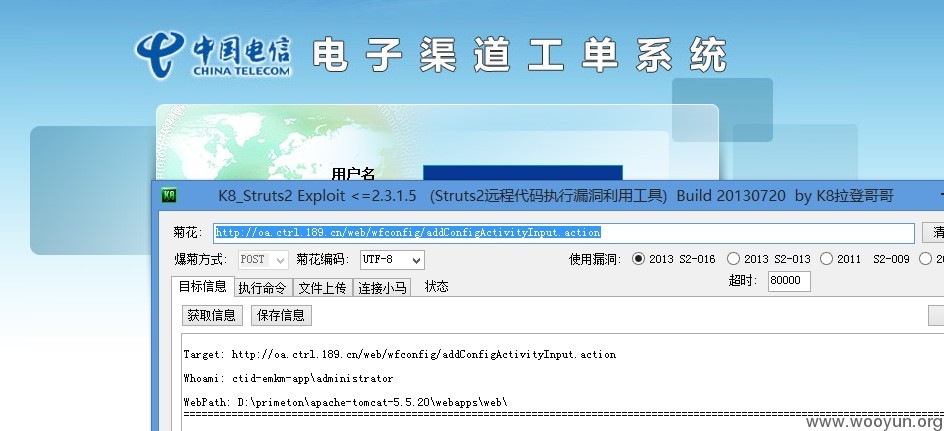 中国电信
CHINA TELECOM
电子渠道工单系统
用户名
K8 K8_Struts2 Exploit <=2.3.1.5 (Struts2远程代码执行漏洞利用工具) Build 20130720 by K8拉登哥哥
菊花: http://oa.ctrl.189.cn/web/wfconfig/addConfigActivityInput.action 清
爆菊方式: POST 菊花编码: UTF-8 使用漏洞: 2013 S2-016 2013 S2-013 2011 S2-009 20
超时: 80000
目标信息 执行命令 文件上传 连接小马 状态
获取信息 保存信息
Target: http://oa.ctrl.189.cn/web/wfconfig/addConfigActivityInput.action
Whoami: ctid-emkm-app\administrator
WebPath: D:\primeton\apache-tomcat-5.5.20\webapps\web\
www.wooyun.org